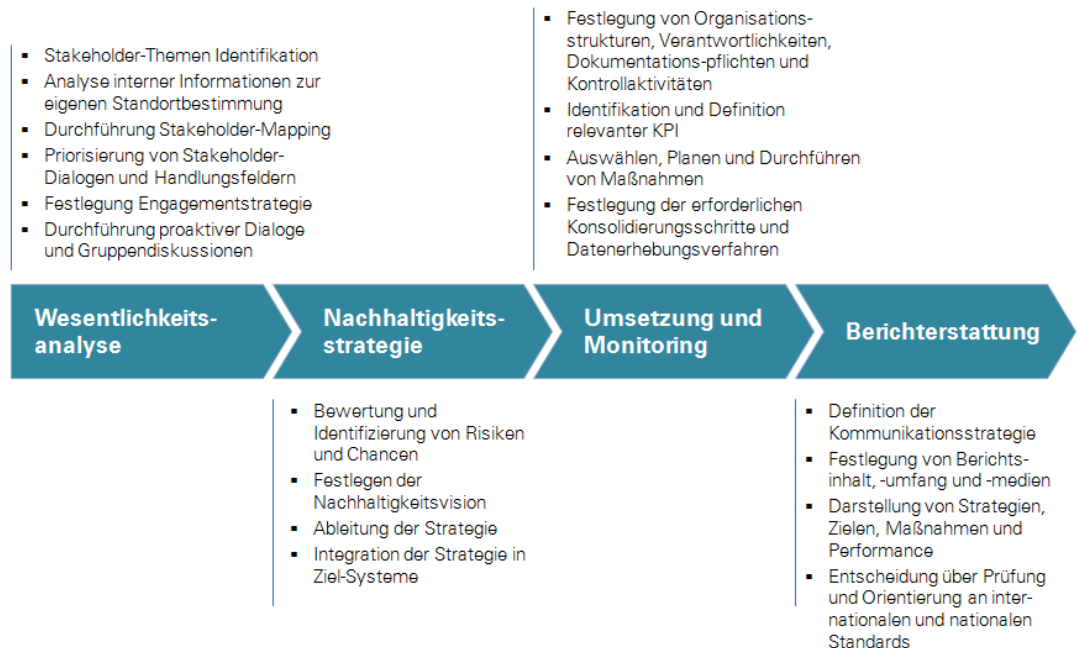 ▪ Stakeholder-Themen Identifikation
▪ Analyse interner Informationen zur
eigenen Standortbestimmung
▪ Durchführung Stakeholder-Mapping
▪ Priorisierung von Stakeholder-
Dialogen und Handlungsfeldern
▪ Festlegung Engagementstrategie
▪ Durchführung proaktiver Dialoge
und Gruppendiskussionen
▪ Festlegung von Organisations-
strukturen, Verantwortlichkeiten,
Dokumentations-pflichten und
Kontrollaktivitäten
▪ Identifikation und Definition
relevanter KPI
▪ Auswählen, Planen und Durchführen
von Maßnahmen
▪ Festlegung der erforderlichen
Konsolidierungsschritte und
Datenerhebungsverfahren
Wesentlichkeits-
analyse
Nachhaltigkeits-
strategie
Umsetzung und
Monitoring
Berichterstattung
▪ Bewertung und
Identifizierung von Risiken
und Chancen
▪ Festlegen der
Nachhaltigkeitsvision
▪ Ableitung der Strategie
▪ Integration der Strategie in
Ziel-Systeme
▪ Definition der
Kommunikationsstrategie
▪ Festlegung von Berichts-
inhalt, -umfang und -medien
▪ Darstellung von Strategien,
Zielen, Maßnahmen und
Performance
▪ Entscheidung über Prüfung
und Orientierung an inter-
nationalen und nationalen
Standards